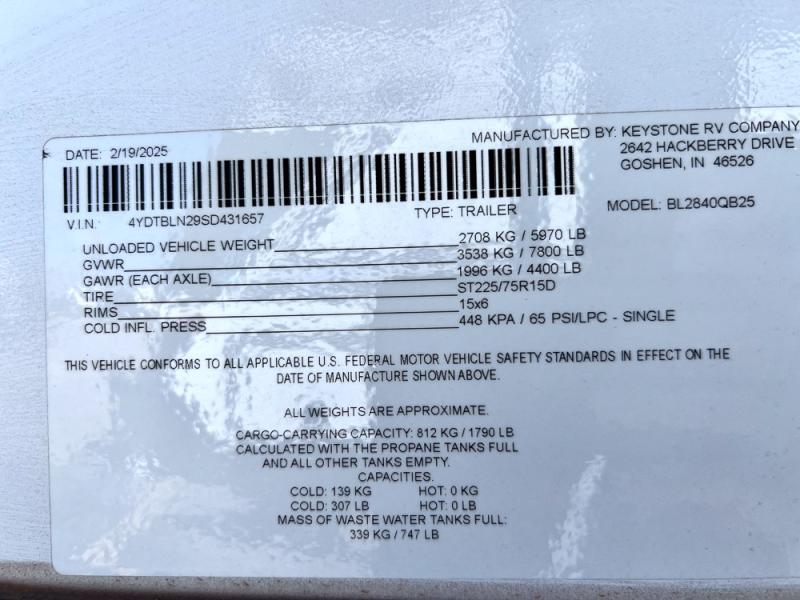 DATE: 2/19/2025
MANUFACTURED BY: KEYSTONE RV COMPANY
2642 HACKBERRY DRIVE
GOSHEN, IN 46526
V.I.N.: 4YDTBLN29SD431657
TYPE: TRAILER
MODEL: BL2840QB25
UNLOADED VEHICLE WEIGHT 2708 KG / 5970 LB
GVWR 3538 KG / 7800 LB
GAWR (EACH AXLE) 1996 KG / 4400 LB
TIRE ST225/75R15D
RIMS 15x6
COLD INFL. PRESS 448 KPA / 65 PSI/LPC - SINGLE
THIS VEHICLE CONFORMS TO ALL APPLICABLE U.S. FEDERAL MOTOR VEHICLE SAFETY STANDARDS IN EFFECT ON THE
DATE OF MANUFACTURE SHOWN ABOVE.
ALL WEIGHTS ARE APPROXIMATE.
CARGO-CARRYING CAPACITY: 812 KG / 1790 LB
CALCULATED WITH THE PROPANE TANKS FULL
AND ALL OTHER TANKS EMPTY.
CAPACITIES.
COLD: 139 KG HOT: 0 KG
COLD: 307 LB HOT: 0 LB
MASS OF WASTE WATER TANKS FULL:
339 KG / 747 LB